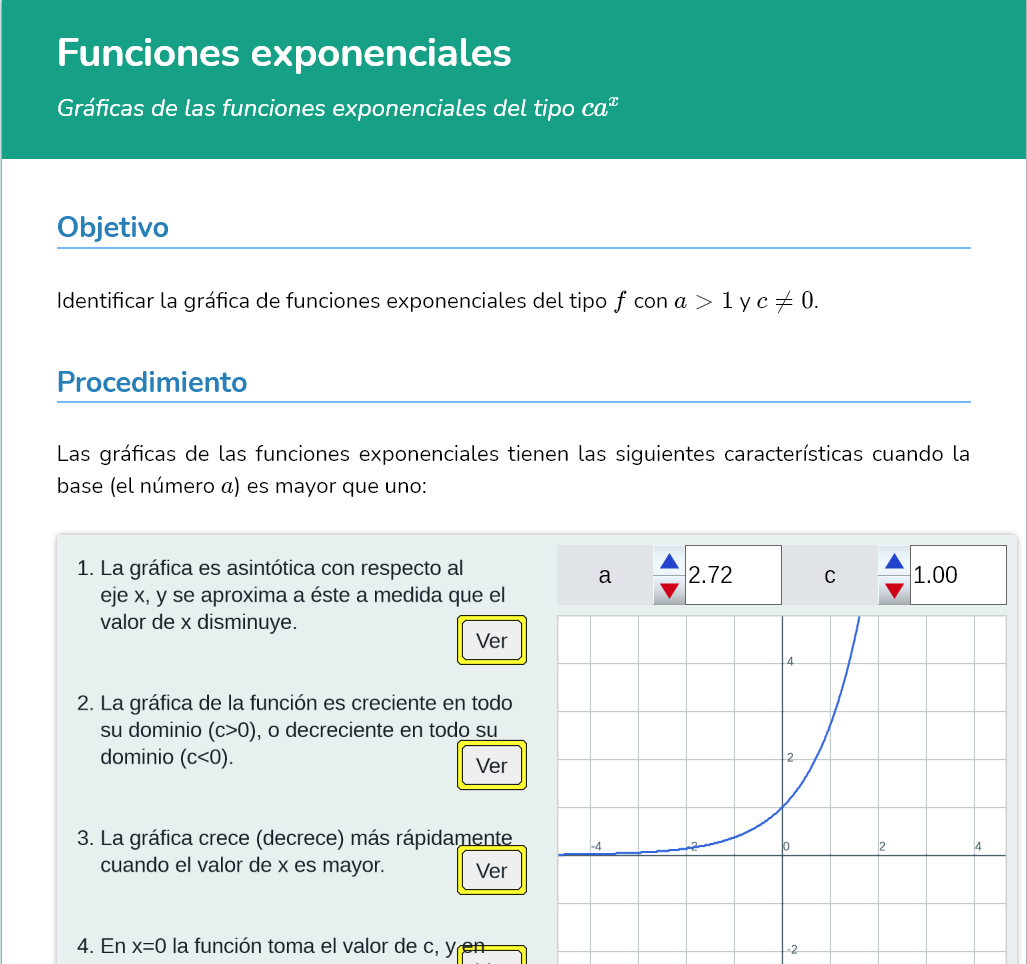 Funciones exponenciales
Gráficas de las funciones exponenciales del tipo caˣ
Objetivo
Identificar la gráfica de funciones exponenciales del tipo f con a > 1 y c ≠ 0.
Procedimiento
Las gráficas de las funciones exponenciales tienen las siguientes características cuando la
base (el número a) es mayor que uno:
1. La gráfica es asintótica con respecto al
eje x, y se aproxima a éste a medida que el
valor de x disminuye.
Ver
2. La gráfica de la función es creciente en todo
su dominio (c>0), o decreciente en todo su
dominio (c<0).
Ver
3. La gráfica crece (decrece) más rápidamente
cuando el valor de x es mayor.
Ver
4. En x=0 la función toma el valor de c, y en
a 2.72 c 1.00
4
2
-4 -2 0 2 4
-2